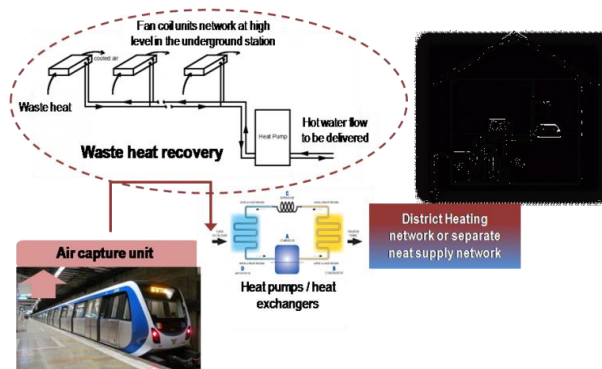 Fan coil units network at high
level in the underground station
cooled air
Waste heat
Heat Pump
Hot water flow
to be delivered
Waste heat recovery
C
A
D
B
Air capture unit
Heat pumps / heat
exchangers
District Heating
network or separate
neat supply network